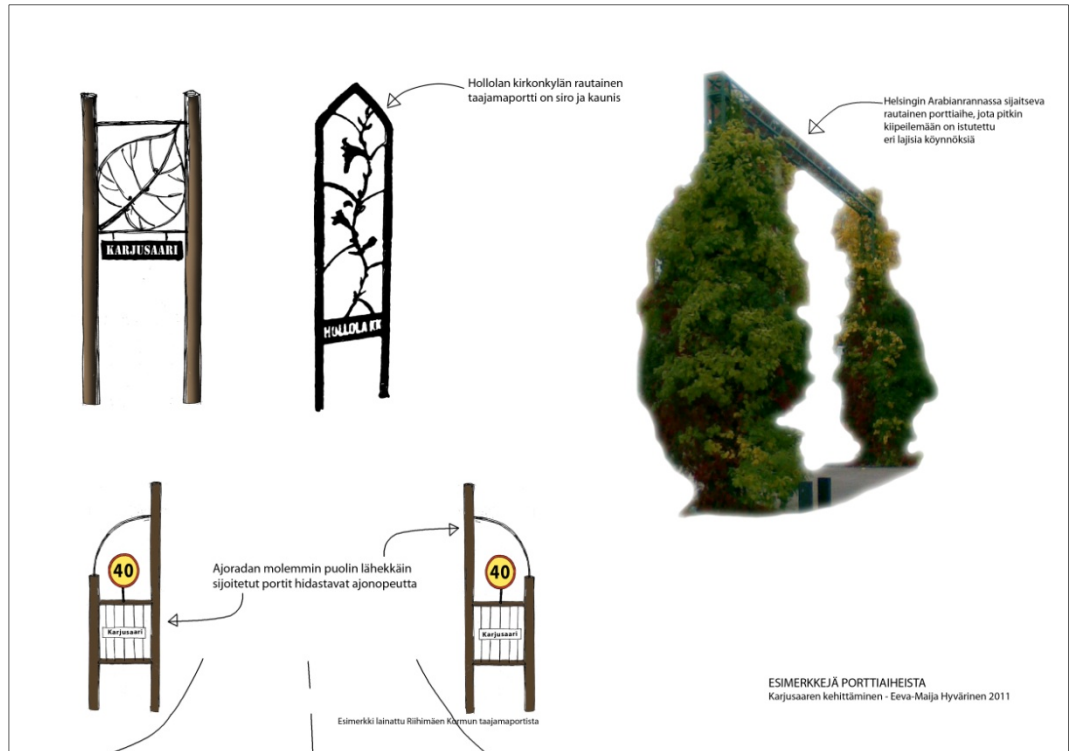 Hollolan kirkonkylän rautainen
taajamaportti on siro ja kaunis
Helsingin Arabianrannassa sijaitseva
rautainen porttiaihe, jota pitkin
kiipeilemään on istutettu
eri lajisia köynnöksiä
KARJUSAARI
HOLLOLA KK
40
40
Ajoradan molemmin puolin lähekkäin
sijoitetut portit hidastavat ajonopeutta
Karjusaari
Karjusaari
ESIMERKKEJÄ PORTTIAIHEISTA
Karjusaaren kehittäminen - Eeva-Maija Hyvärinen 2011
Esimerkki lainattu Riihimäen Kormun taajamaportista